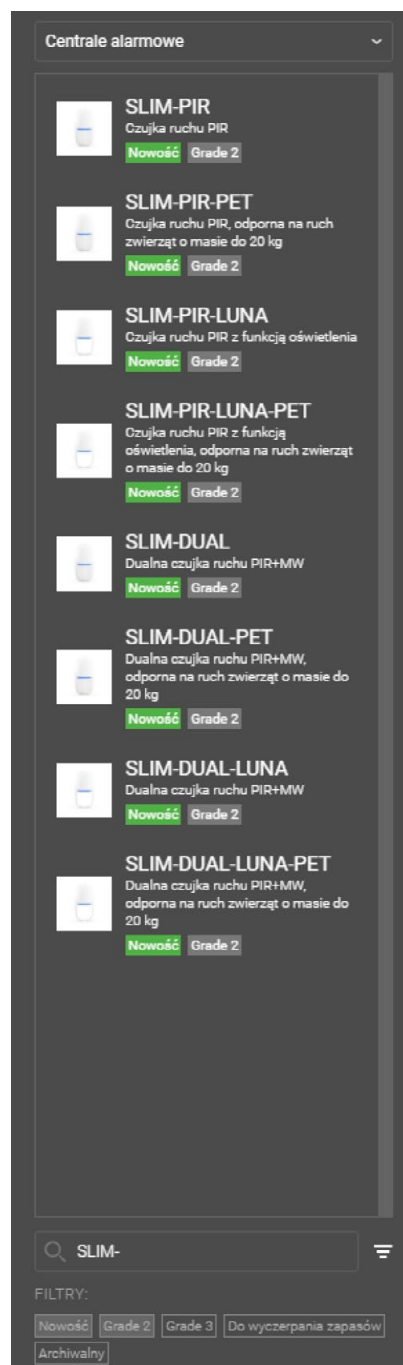 Centrale alarmowe
SLIM-PIR
Czujka ruchu PIR
Nowość Grade 2
SLIM-PIR-PET
Czujka ruchu PIR, odporna na ruch
zwierząt o masie do 20 kg
Nowość Grade 2
SLIM-PIR-LUNA
Czujka ruchu PIR z funkcją oświetlenia
Nowość Grade 2
SLIM-PIR-LUNA-PET
Czujka ruchu PIR z funkcją
oświetlenia, odporna na ruch zwierząt
o masie do 20 kg
Nowość Grade 2
SLIM-DUAL
Dualna czujka ruchu PIR+MW
Nowość Grade 2
SLIM-DUAL-PET
Dualna czujka ruchu PIR+MW,
odporna na ruch zwierząt o masie do
20 kg
Nowość Grade 2
SLIM-DUAL-LUNA
Dualna czujka ruchu PIR+MW
Nowość Grade 2
SLIM-DUAL-LUNA-PET
Dualna czujka ruchu PIR+MW,
odporna na ruch zwierząt o masie do
20 kg
Nowość Grade 2
SLIM-
FILTRY:
Nowość Grade 2 Grade 3 Do wyczerpania zapasów
Archiwalny